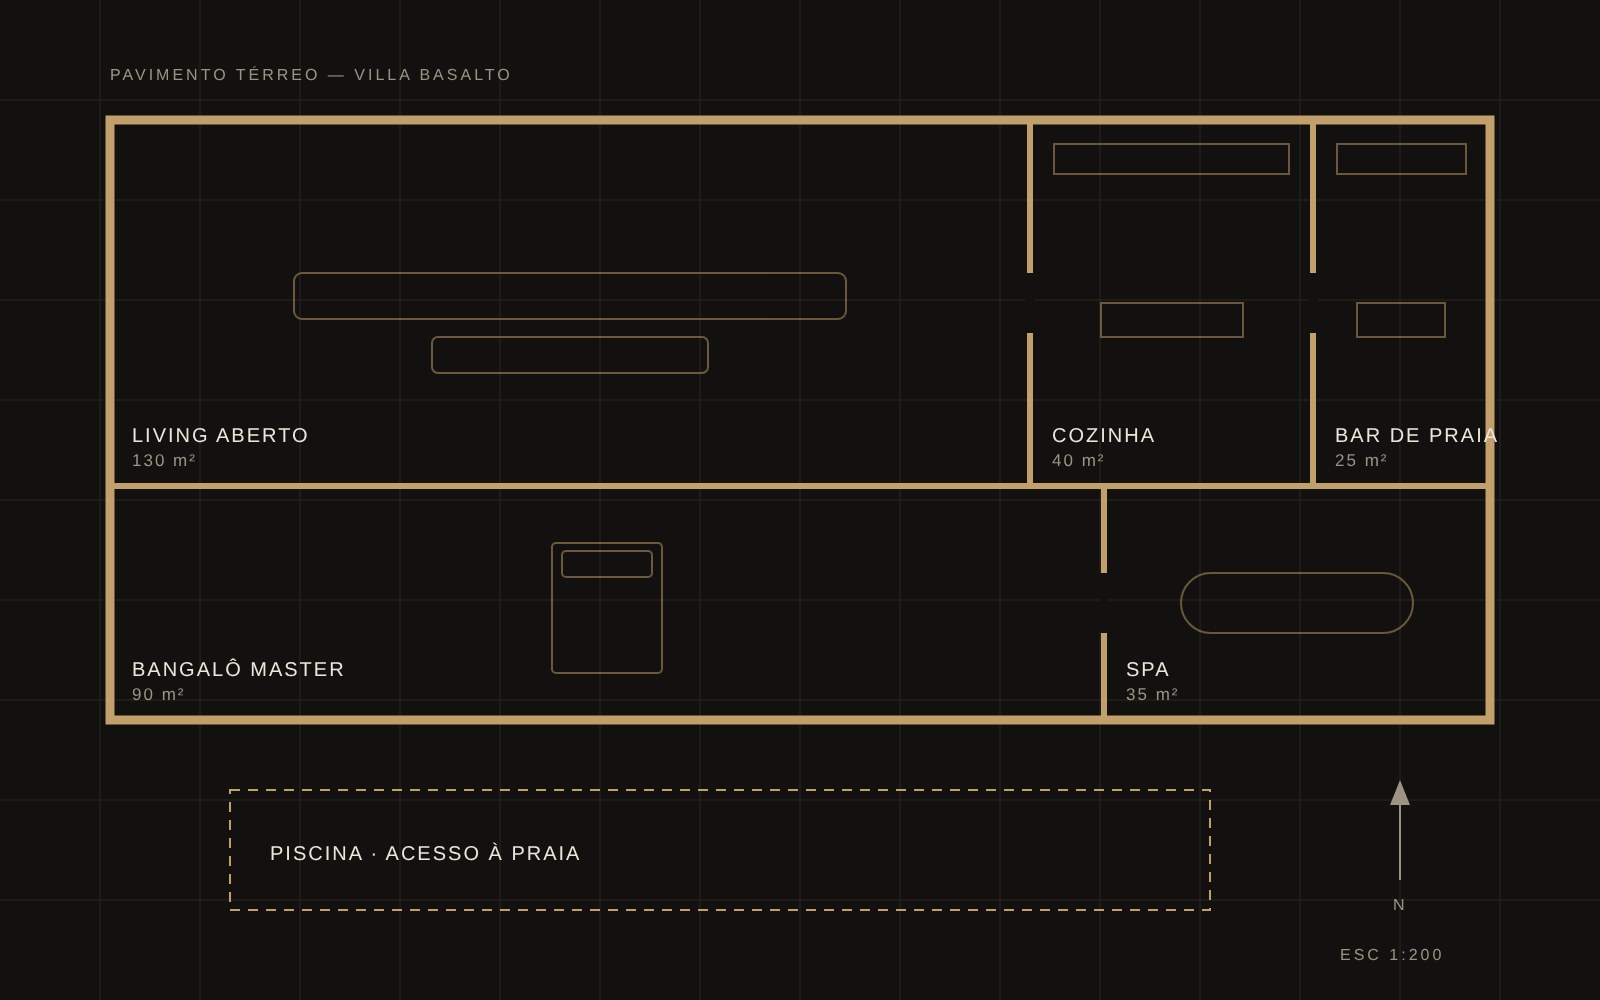 PAVIMENTO TÉRREO — VILLA BASALTO
LIVING ABERTO
130 m²
COZINHA
40 m²
BAR DE PRAIA
25 m²
BANGALÔ MASTER
90 m²
SPA
35 m²
PISCINA · ACESSO À PRAIA
N
ESC 1:200